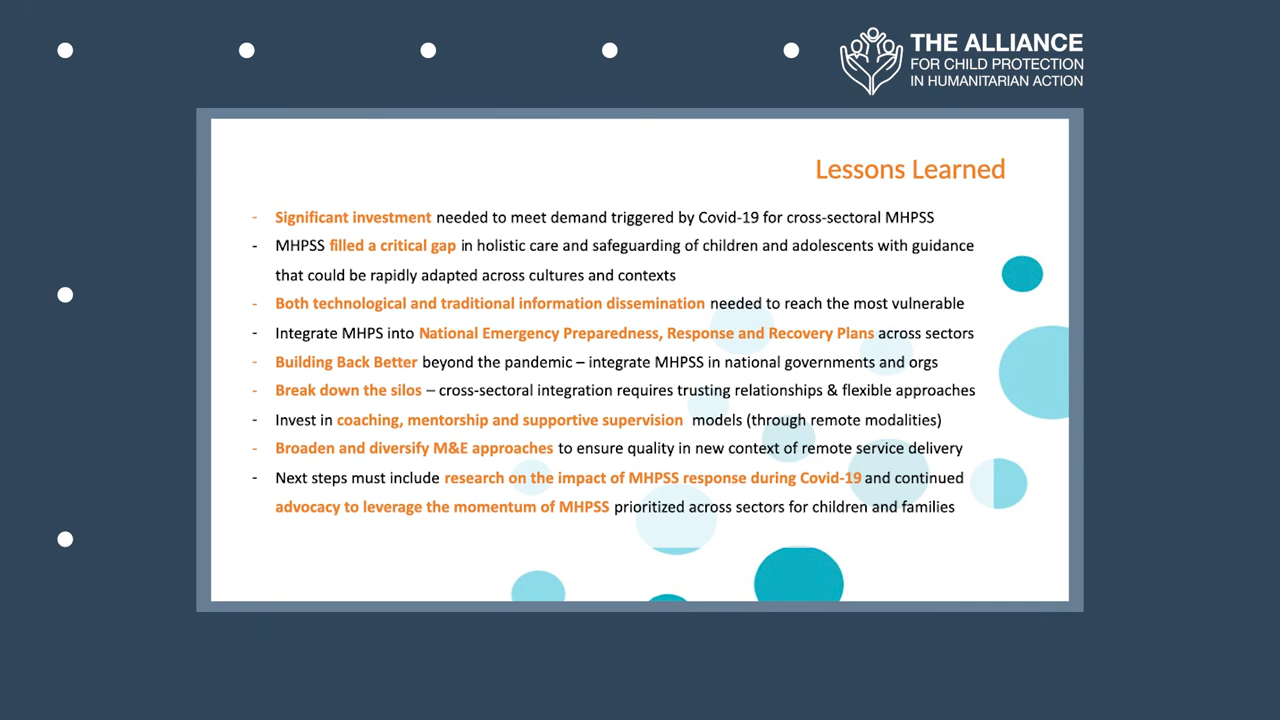 THE ALLIANCE
FOR CHILD PROTECTION
IN HUMANITARIAN ACTION
Lessons Learned
- Significant investment needed to meet demand triggered by Covid-19 for cross-sectoral MHPSS
- MHPSS filled a critical gap in holistic care and safeguarding of children and adolescents with guidance
that could be rapidly adapted across cultures and contexts
- Both technological and traditional information dissemination needed to reach the most vulnerable
- Integrate MHPS into National Emergency Preparedness, Response and Recovery Plans across sectors
- Building Back Better beyond the pandemic – integrate MHPSS in national governments and orgs
- Break down the silos – cross-sectoral integration requires trusting relationships & flexible approaches
- Invest in coaching, mentorship and supportive supervision models (through remote modalities)
- Broaden and diversify M&E approaches to ensure quality in new context of remote service delivery
- Next steps must include research on the impact of MHPSS response during Covid-19 and continued
advocacy to leverage the momentum of MHPSS prioritized across sectors for children and families